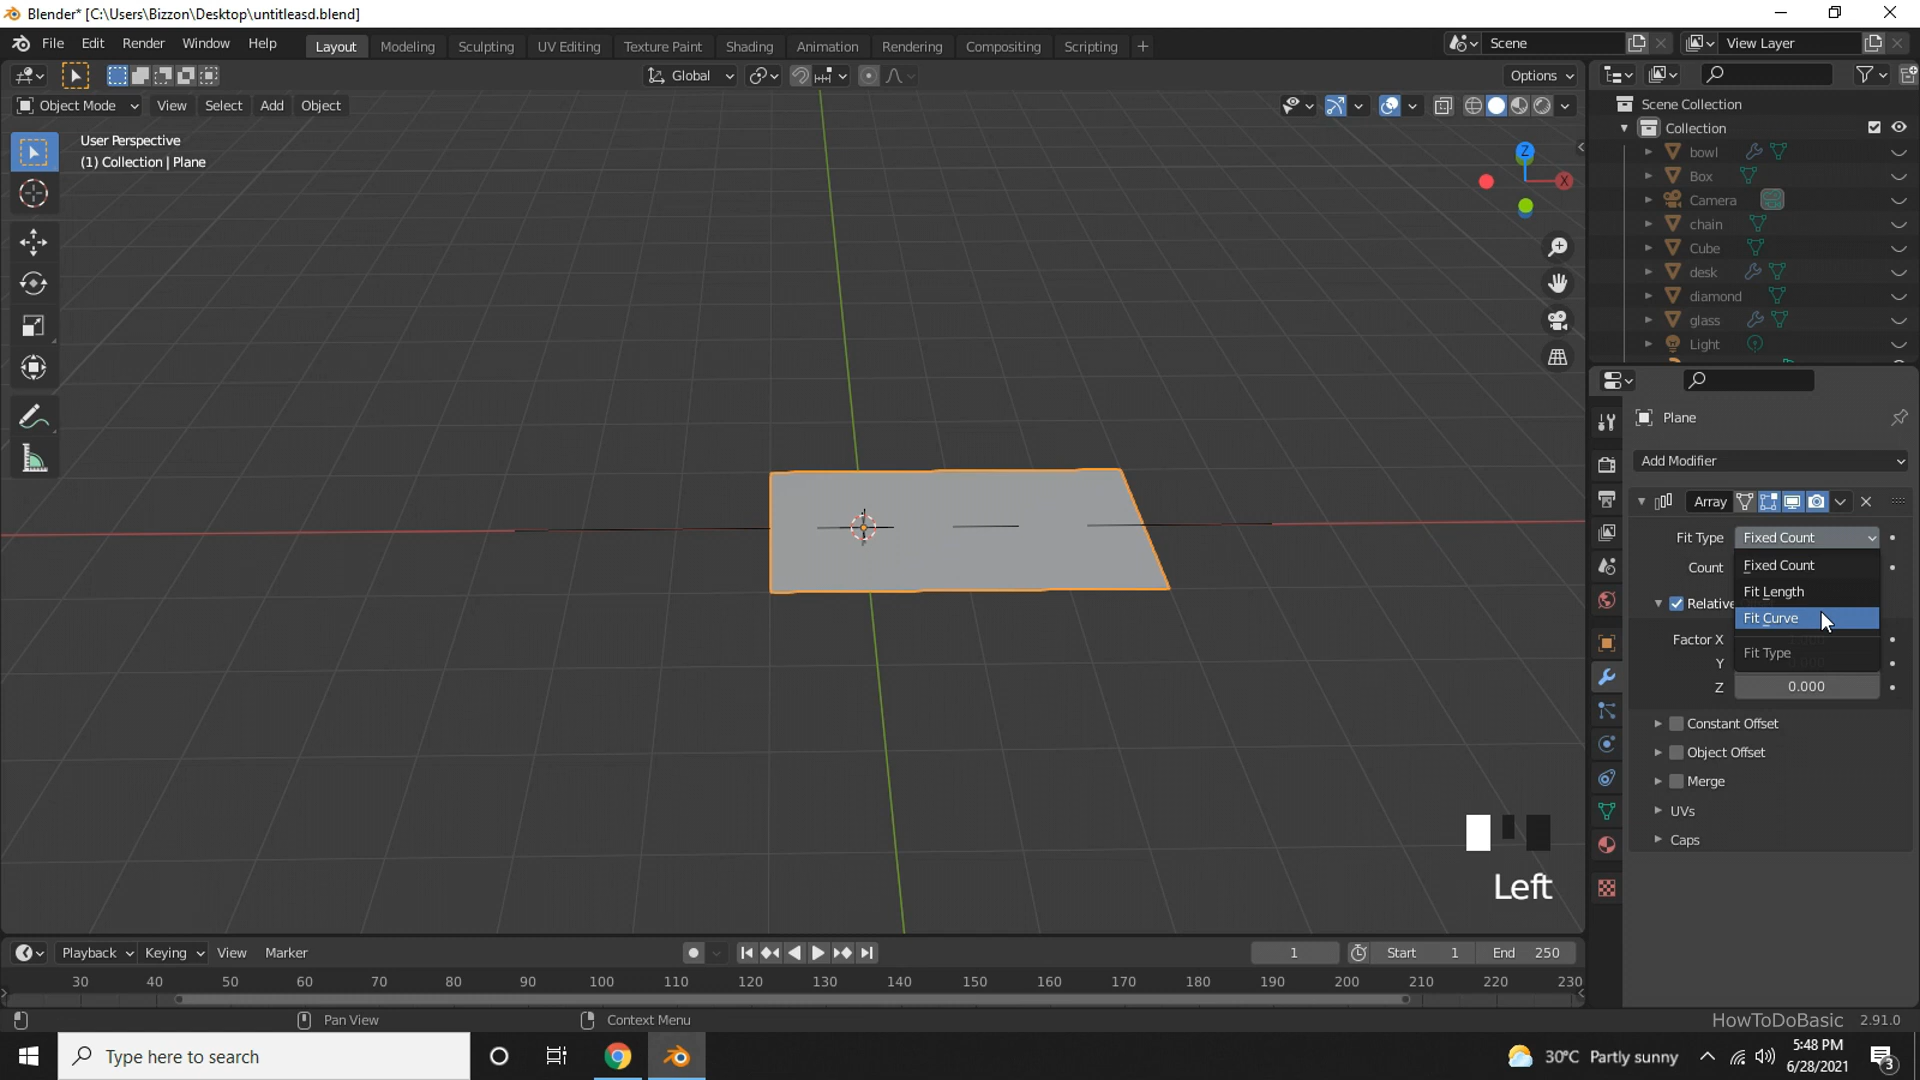 Blender* [C:\Users\Bizzon\Desktop\untitleasd.blend]
File Edit Render Window Help Layout Modeling Sculpting UV Editing Texture Paint Shading Animation Rendering Compositing Scripting + Scene View Layer
Global Options
Object Mode View Select Add Object
User Perspective
(1) Collection | Plane
Z
X
Scene Collection
Collection
bowl
Box
Camera
chain
Cube
desk
diamond
glass
Light
Plane
Add Modifier
Array
Fit Type Fixed Count
Count Fixed Count
Fit Length
Relative
Fit Curve
Factor X
Fit Type
Y
Z 0.000
Constant Offset
Object Offset
Merge
UVs
Caps
Left
Playback Keying View Marker 1 Start 1 End 250
30 40 50 60 70 80 90 100 110 120 130 140 150 160 170 180 190 200 210 220 230
Pan View Context Menu HowToDoBasic 2.91.0
Type here to search 30°C Partly sunny 5:48 PM
6/28/2021
3